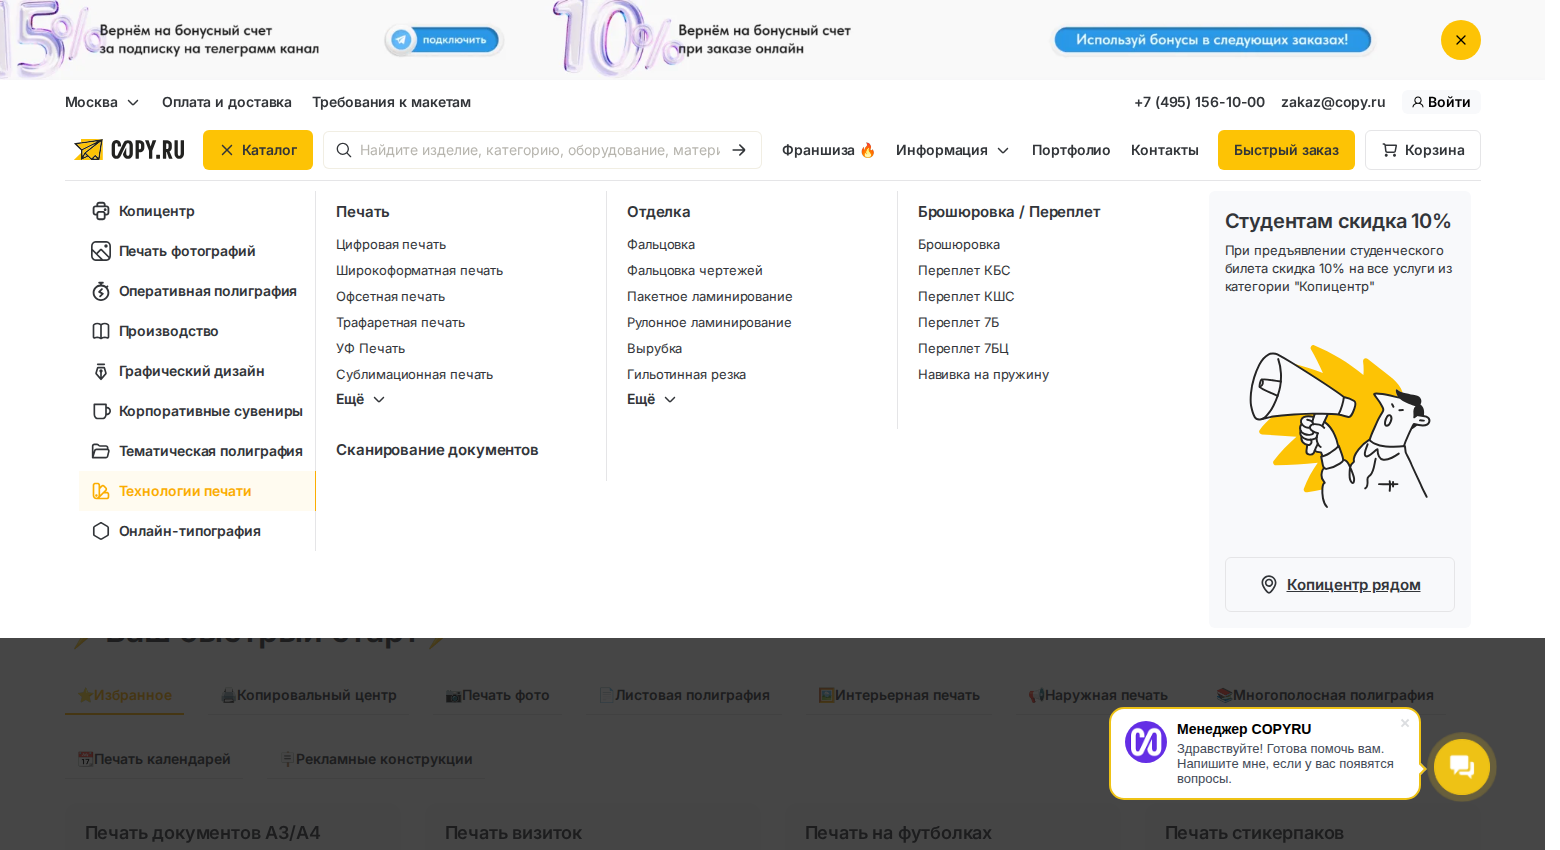 15% Вернём на бонусный счет
за подписку на телеграмм канал
подключить
10% Вернём на бонусный счет
при заказе онлайн
Используй бонусы в следующих заказах!
Москва
Оплата и доставка
Требования к макетам
+7 (495) 156-10-00
zakaz@copy.ru
Войти
COPY.RU
Каталог
Найдите изделие, категорию, оборудование, матери
Франшиза 🔥
Информация
Портфолио
Контакты
Быстрый заказ
Корзина
Копицентр
Печать фотографий
Оперативная полиграфия
Производство
Графический дизайн
Корпоративные сувениры
Тематическая полиграфия
Технологии печати
Онлайн-типография
Печать
Цифровая печать
Широкоформатная печать
Офсетная печать
Трафаретная печать
УФ Печать
Сублимационная печать
Ещё
Сканирование документов
Отделка
Фальцовка
Фальцовка чертежей
Пакетное ламинирование
Рулонное ламинирование
Вырубка
Гильотинная резка
Ещё
Брошюровка / Переплет
Брошюровка
Переплет КБС
Переплет КШС
Переплет 7Б
Переплет 7БЦ
Навивка на пружину
Студентам скидка 10%
При предъявлении студенческого
билета скидка 10% на все услуги из
категории "Копицентр"
Копицентр рядом
⚡ Ваш быстрый старт ⚡
⭐Избранное
🖨️Копировальный центр
📷Печать фото
📄Листовая полиграфия
🖼️Интерьерная печать
📢Наружная печать
📚Многополосная полиграфия
📆Печать календарей
🪧Рекламные конструкции
Менеджер COPYRU
Здравствуйте! Готова помочь вам.
Напишите мне, если у вас появятся
вопросы.
Печать документов А3/А4
Печать визиток
Печать на футболках
Печать стикерпаков